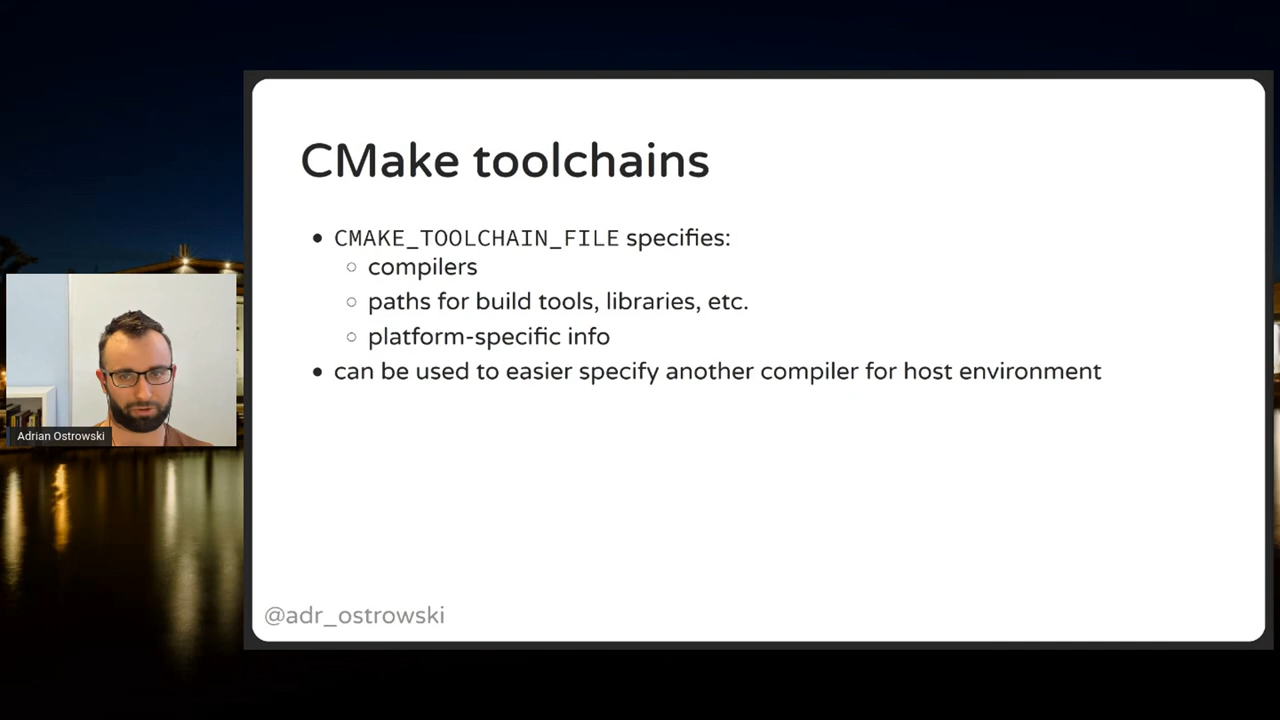 CMake toolchains
• CMAKE_TOOLCHAIN_FILE specifies:
◦ compilers
◦ paths for build tools, libraries, etc.
◦ platform-specific info
• can be used to easier specify another compiler for host environment
Adrian Ostrowski
@adr_ostrowski